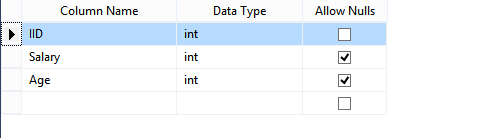 Column Name Data Type Allow Nulls
IID int
Salary int
Age int